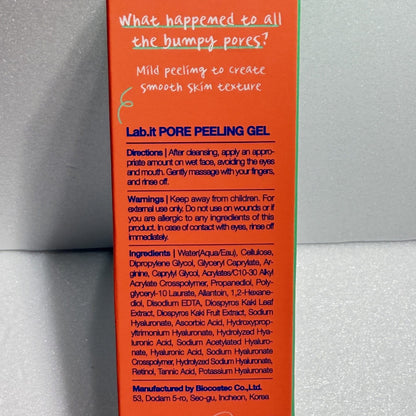 What happened to all
the bumpy pores?
Mild peeling to create
smooth skin texture
Lab.it PORE PEELING GEL
Directions | After cleansing, apply an appro-
priate amount on wet face, avoiding the eyes
and mouth. Gently massage with your fingers,
and rinse off.
Warnings | Keep away from children. For
external use only. Do not use on wounds or if
you are allergic to any ingredients of this
product. In case of contact with eyes, rinse off
immediately.
Ingredients | Water(Aqua/Eau), Cellulose,
Dipropylene Glycol, Glyceryl Caprylate, Ar-
ginine, Caprylyl Glycol, Acrylates/C10-30 Alkyl
Acrylate Crosspolymer, Propanediol, Poly-
glyceryl-10 Laurate, Allantoin, 1,2-Hexane-
diol, Disodium EDTA, Diospyros Kaki Leaf
Extract, Diospyros Kaki Fruit Extract, Sodium
Hyaluronate, Ascorbic Acid, Hydroxyprop-
yltrimonium Hyaluronate, Hydrolyzed Hya-
luronic Acid, Sodium Acetylated Hyaluro-
nate, Hyaluronic Acid, Sodium Hyaluronate
Crosspolymer, Hydrolyzed Sodium Hyaluronate,
Retinol, Tannic Acid, Potassium Hyaluronate
Manufactured by Biocostec Co.,Ltd.
53, Dodam 5-ro, Seo-gu, Incheon, Korea